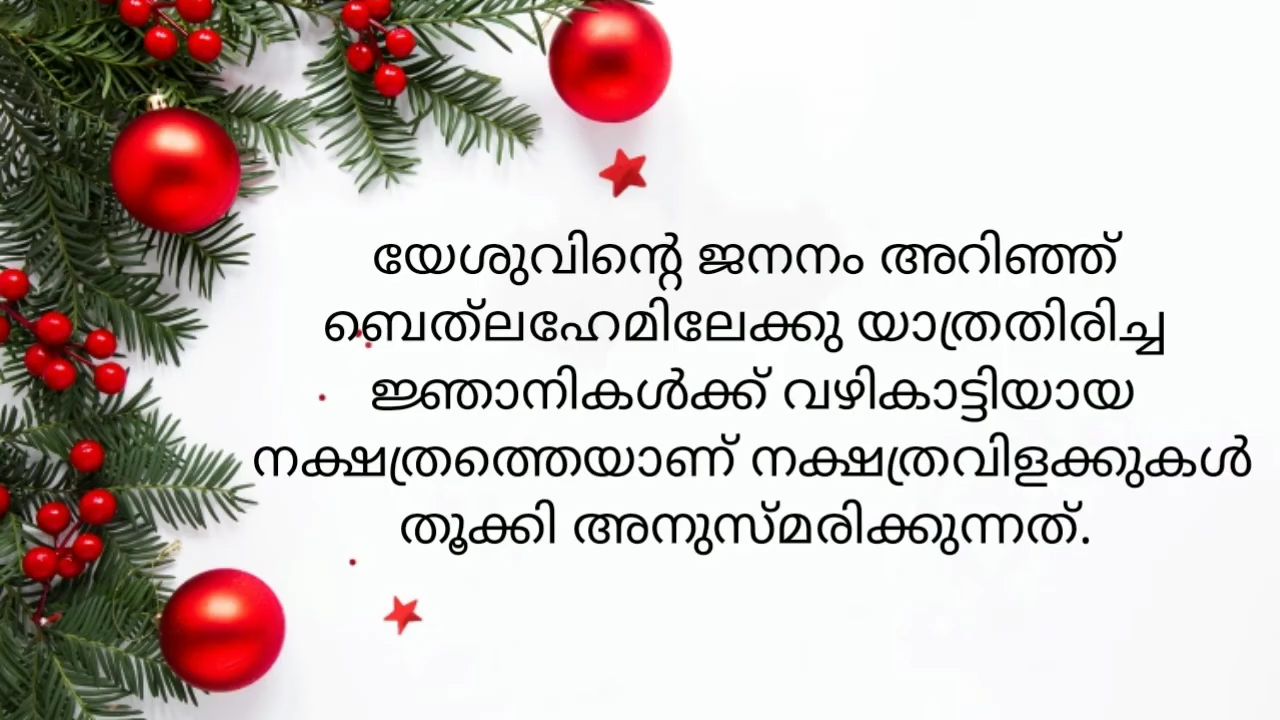 യേശുവിന്റെ ജനനം അറിഞ്ഞ്
ബെത്‌ലഹേമിലേക്കു യാത്രതിരിച്ച
ജ്ഞാനികൾക്ക് വഴികാട്ടിയായ
നക്ഷത്രത്തെയാണ് നക്ഷത്രവിളക്കുകൾ
തൂക്കി അനുസ്മരിക്കുന്നത്.